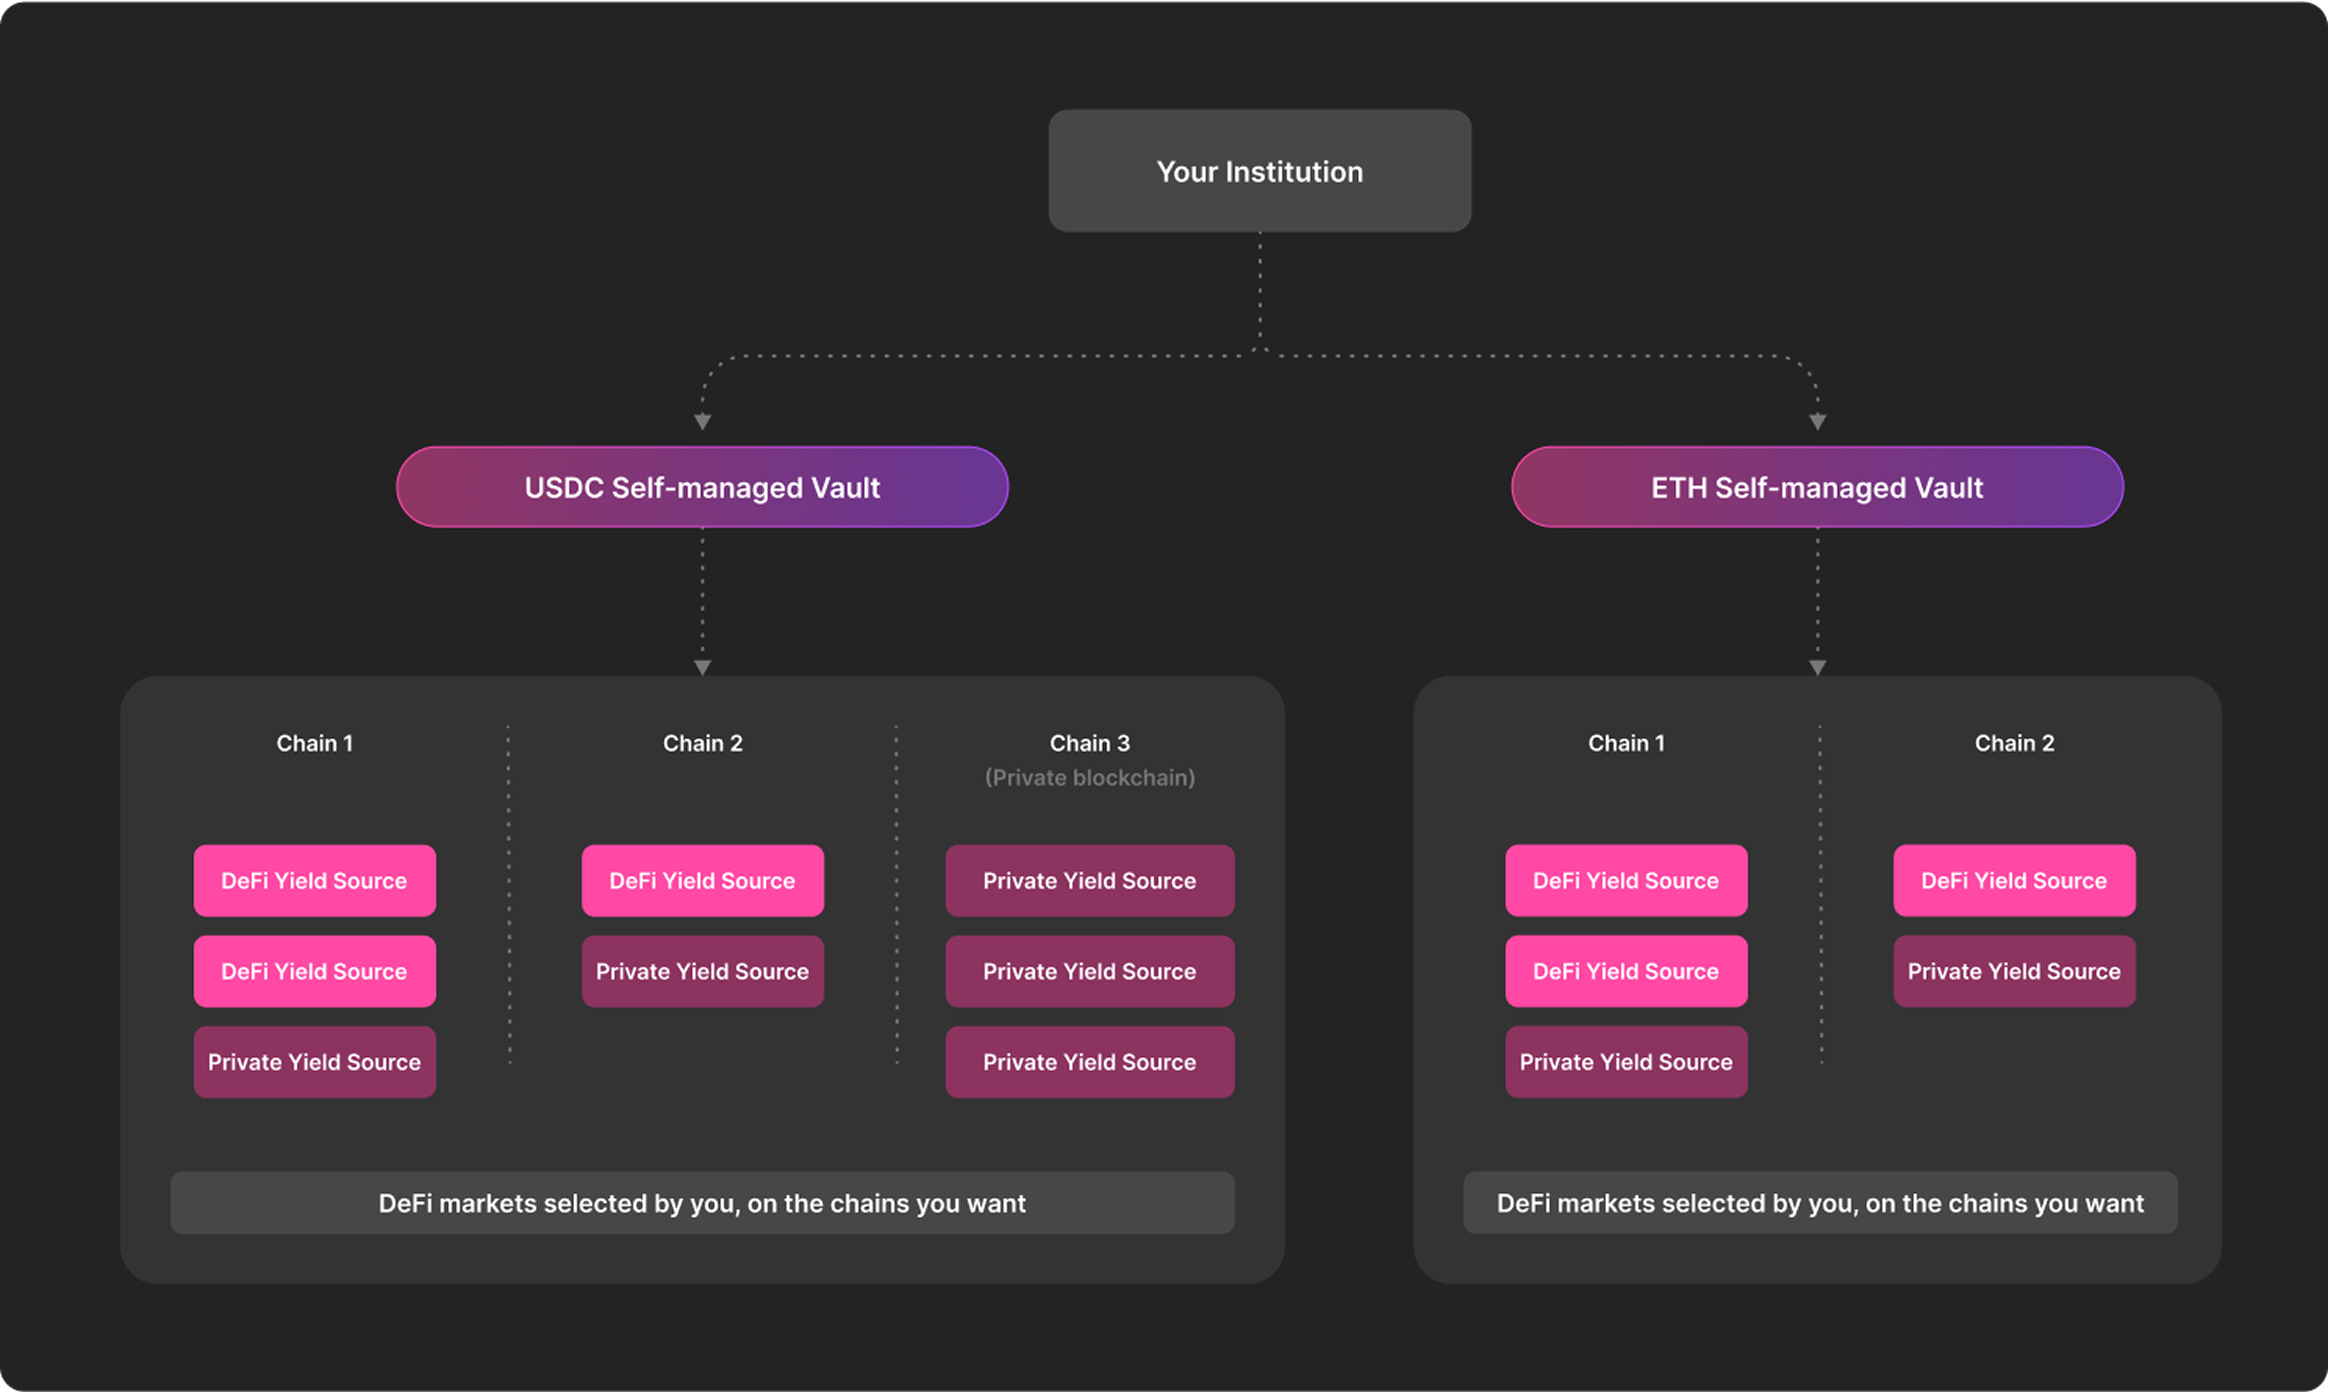 Your Institution
USDC Self-managed Vault
ETH Self-managed Vault
Chain 1
Chain 2
Chain 3
(Private blockchain)
DeFi Yield Source
DeFi Yield Source
Private Yield Source
DeFi Yield Source
Private Yield Source
Private Yield Source
Private Yield Source
Private Yield Source
DeFi markets selected by you, on the chains you want
Chain 1
Chain 2
DeFi Yield Source
DeFi Yield Source
Private Yield Source
DeFi Yield Source
Private Yield Source
DeFi markets selected by you, on the chains you want